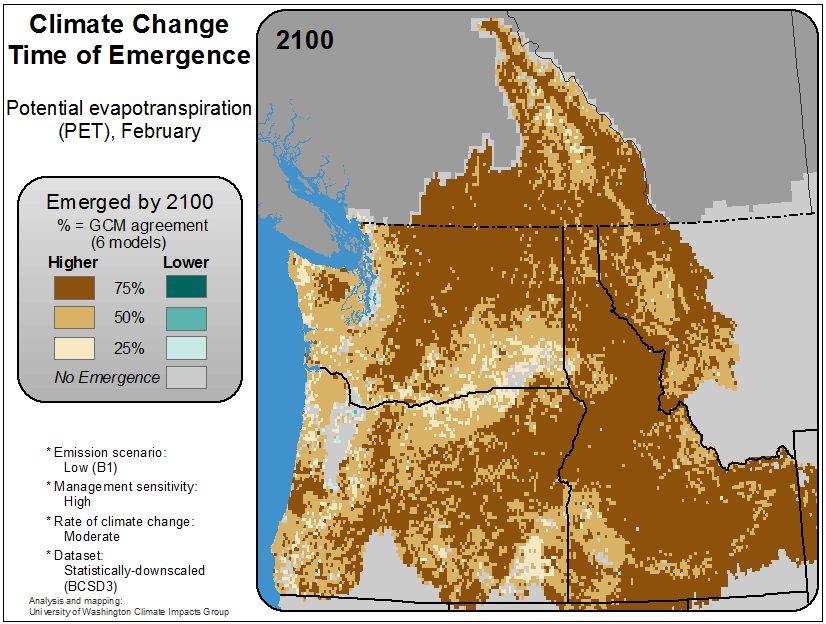 Climate Change
Time of Emergence
Potential evapotranspiration
(PET), February
2100
Emerged by 2100
% = GCM agreement
(6 models)
Higher Lower
75%
50%
25%
No Emergence
* Emission scenario:
Low (B1)
* Management sensitivity:
High
* Rate of climate change:
Moderate
* Dataset:
Statistically-downscaled
(BCSD3)
Analysis and mapping:
University of Washington Climate Impacts Group